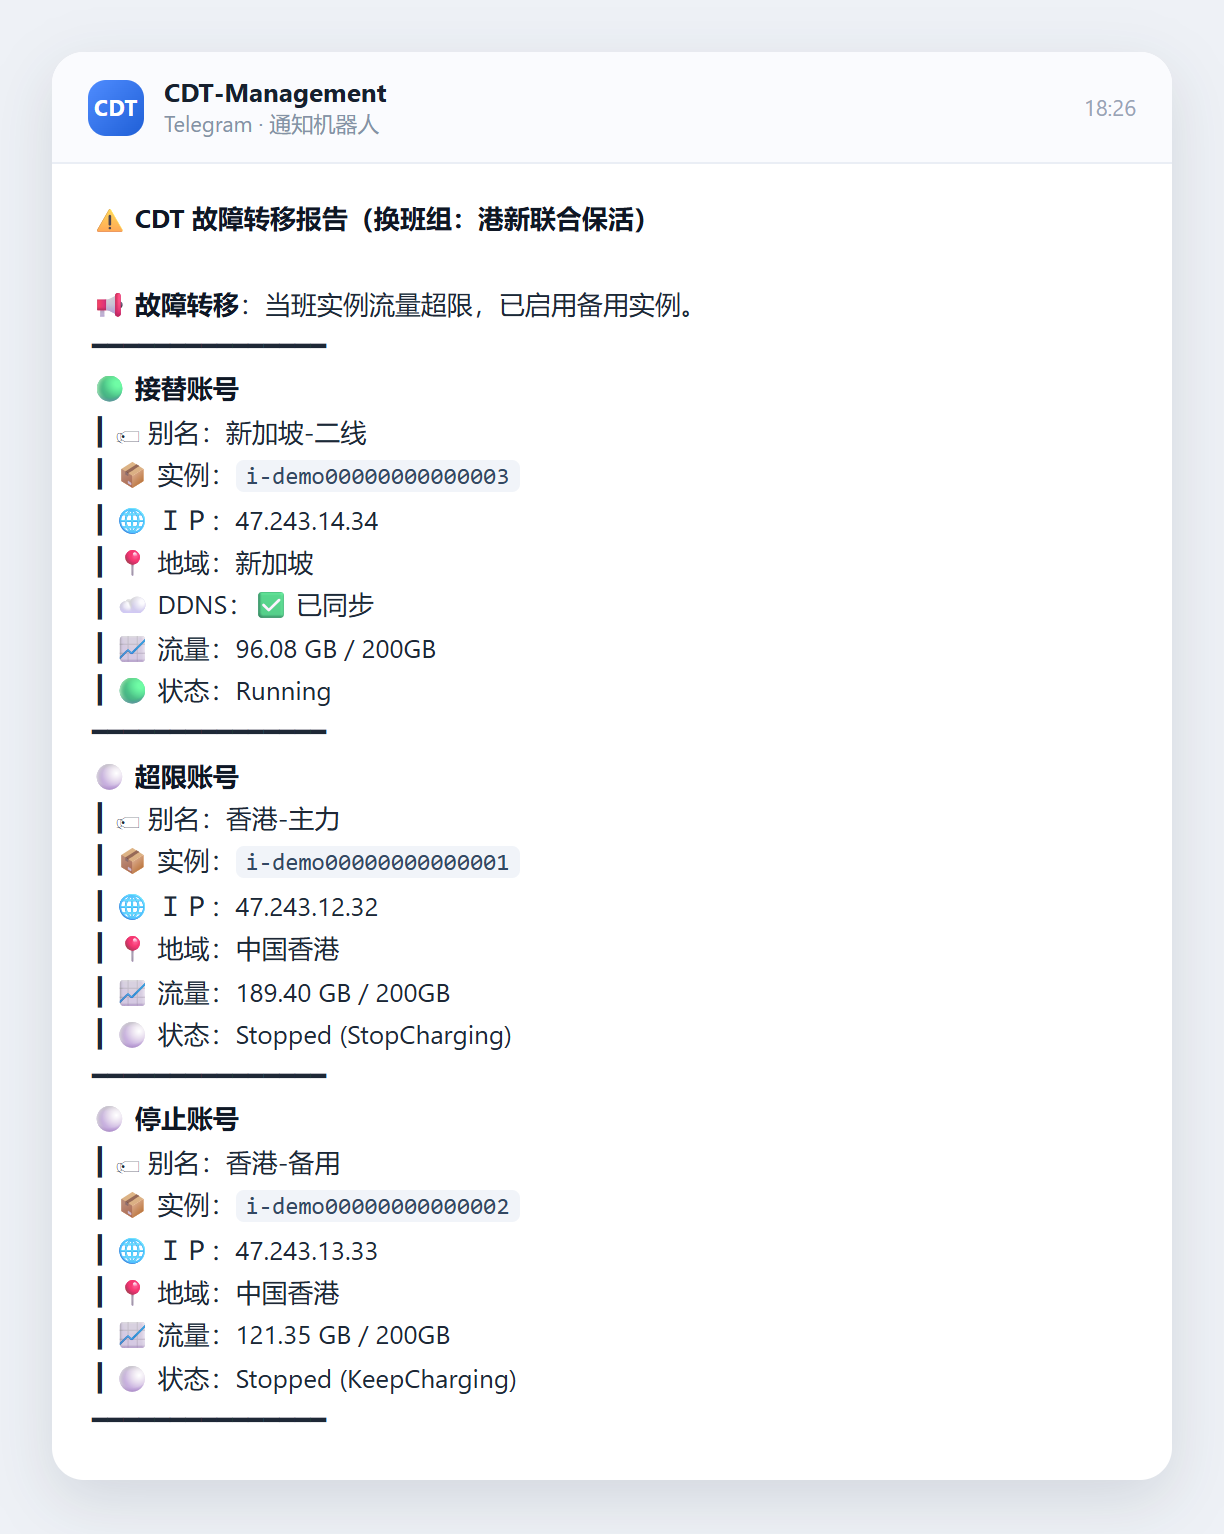 CDT
CDT-Management
Telegram · 通知机器人
18:26
⚠️ CDT 故障转移报告（换班组：港新联合保活）
📢 故障转移：当班实例流量超限，已启用备用实例。
🟢 接替账号
┃🏷️ 别名：新加坡-二线
┃📦 实例：i-demo00000000000003
┃🌐 ＩＰ：47.243.14.34
┃📍 地域：新加坡
┃☁️ DDNS：✅ 已同步
┃📈 流量：96.08 GB / 200GB
┃🟢 状态：Running
⚪ 超限账号
┃🏷️ 别名：香港-主力
┃📦 实例：i-demo00000000000001
┃🌐 ＩＰ：47.243.12.32
┃📍 地域：中国香港
┃📈 流量：189.40 GB / 200GB
┃⚪ 状态：Stopped (StopCharging)
⚪ 停止账号
┃🏷️ 别名：香港-备用
┃📦 实例：i-demo00000000000002
┃🌐 ＩＰ：47.243.13.33
┃📍 地域：中国香港
┃📈 流量：121.35 GB / 200GB
┃⚪ 状态：Stopped (KeepCharging)